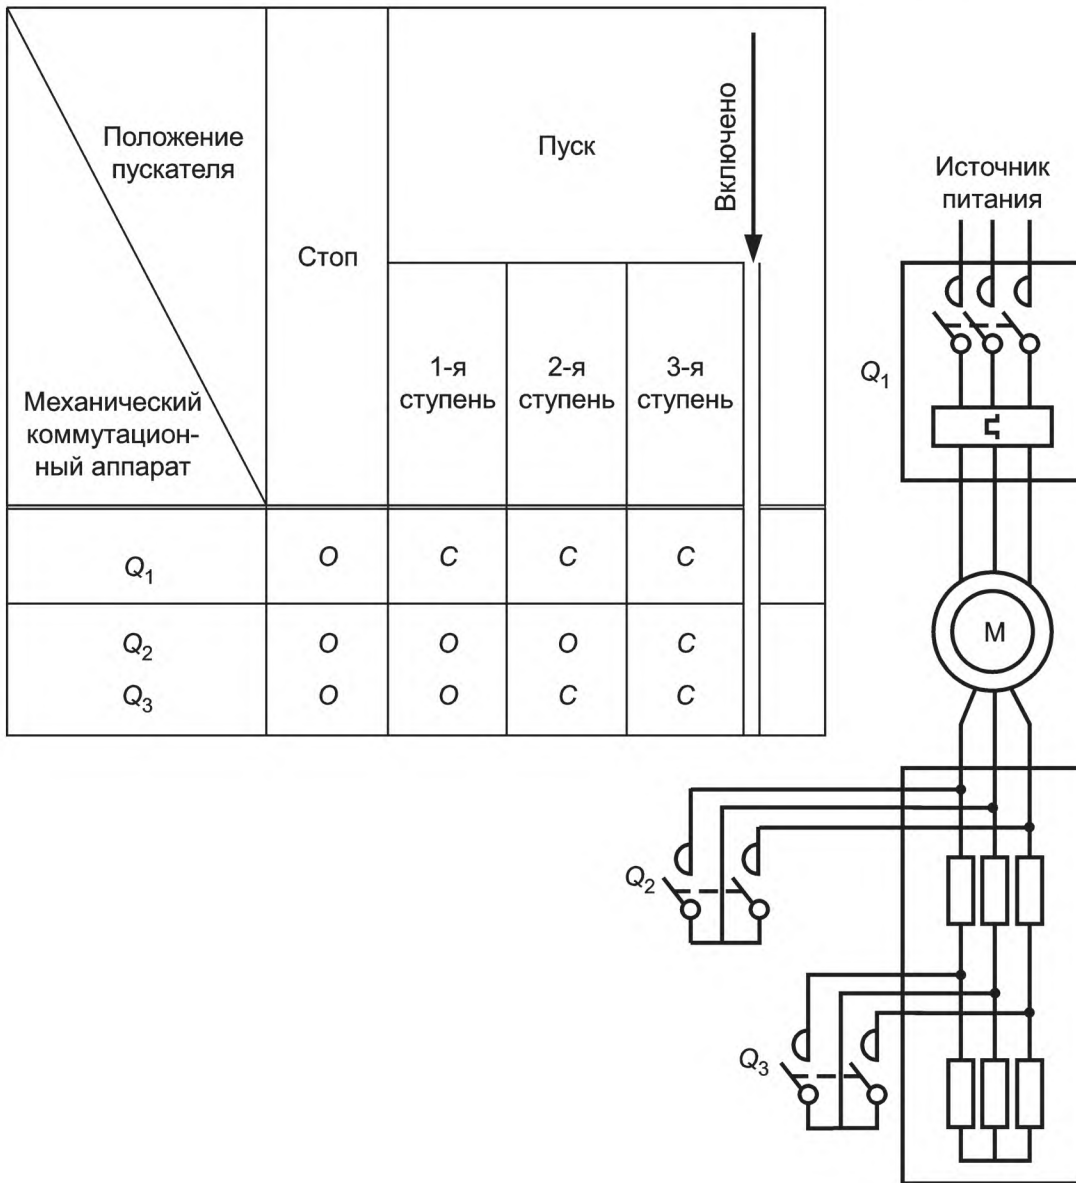 Положение
пускателя
Механический
коммутацион-
ный аппарат
Стоп
Пуск
Включено
1-я
ступень
2-я
ступень
3-я
ступень
Q1 O C C C
Q2 O O O C
Q3 O O C C
Источник
питания
Q1
M
Q2
Q3